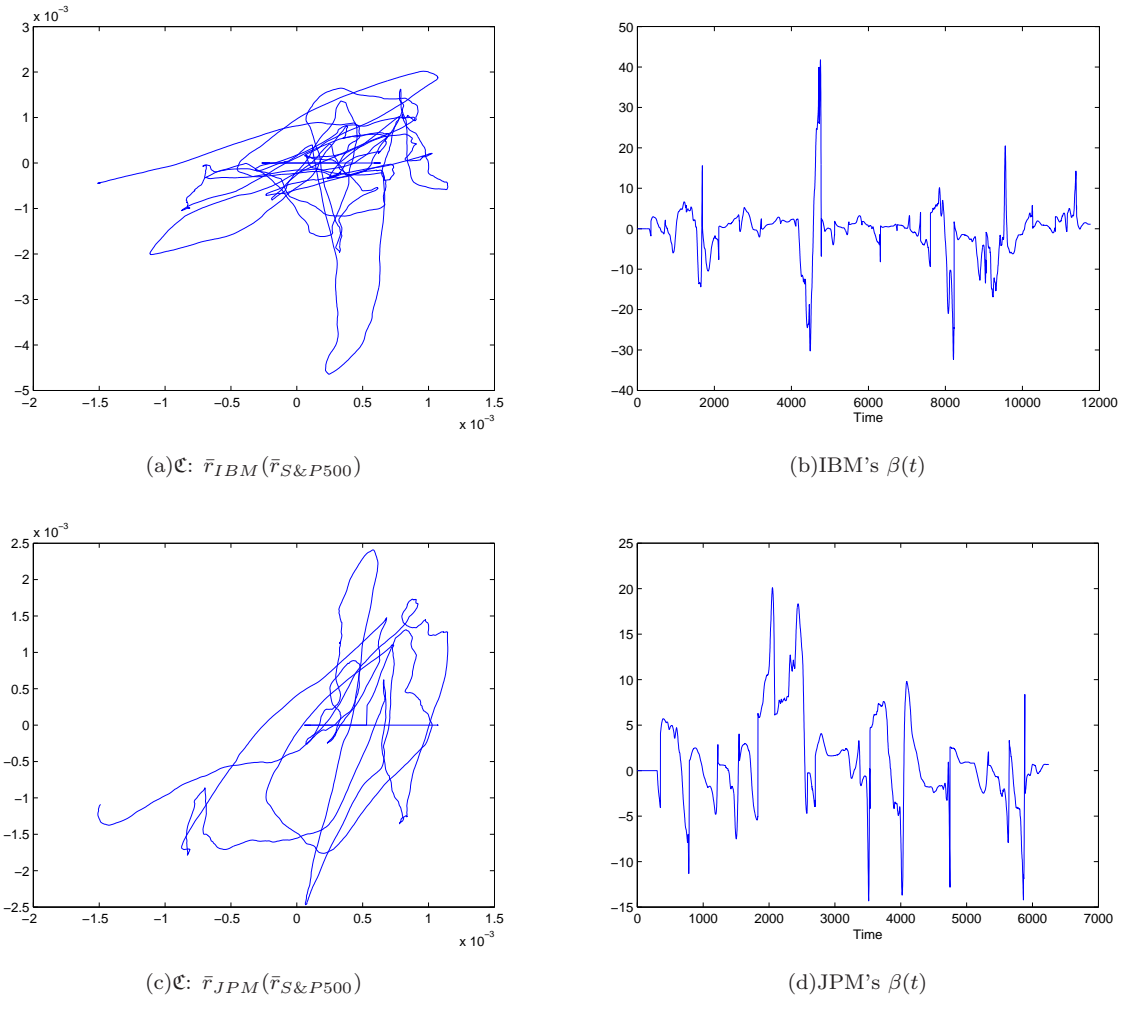 x 10⁻³
3
2
1
0
−1
−2
−3
−4
−5
−2 −1.5 −1 −0.5 0 0.5 1 1.5
x 10⁻³
(a)ℭ: r̄_{IBM}(r̄_{S&P500})
50
40
30
20
10
0
−10
−20
−30
−40
0 2000 4000 6000 8000 10000 12000
Time
(b)IBM's β(t)
x 10⁻³
2.5
2
1.5
1
0.5
0
−0.5
−1
−1.5
−2
−2.5
−2 −1.5 −1 −0.5 0 0.5 1 1.5
x 10⁻³
(c)ℭ: r̄_{JPM}(r̄_{S&P500})
25
20
15
10
5
0
−5
−10
−15
0 1000 2000 3000 4000 5000 6000 7000
Time
(d)JPM's β(t)